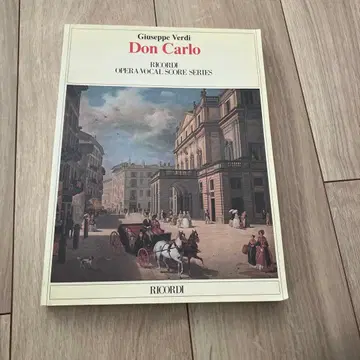 Giuseppe Verdi
Don Carlo
RICORDI
OPERA VOCAL SCORE SERIES
RICORDI